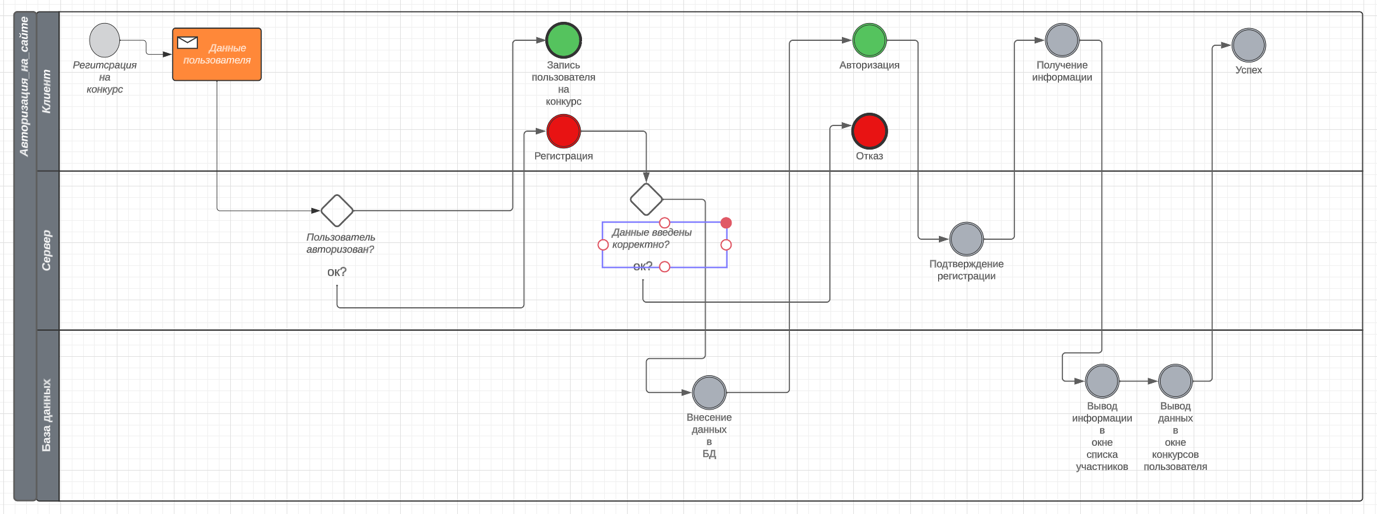 Авторизация_на_сайте
Клиент
Регитсрация
на
конкурс
Данные
пользователя
Запись
пользователя
на
конкурс
Регистрация
Авторизация
Отказ
Получение
информации
Успех
Сервер
Пользователь
авторизован?
ок?
Данные введены
корректно?
ок?
Подтверждение
регистрации
База данных
Внесение
данных
в
БД
Вывод
информации
в
окне
списка
участников
Вывод
данных
в
окне
конкурсов
пользователя